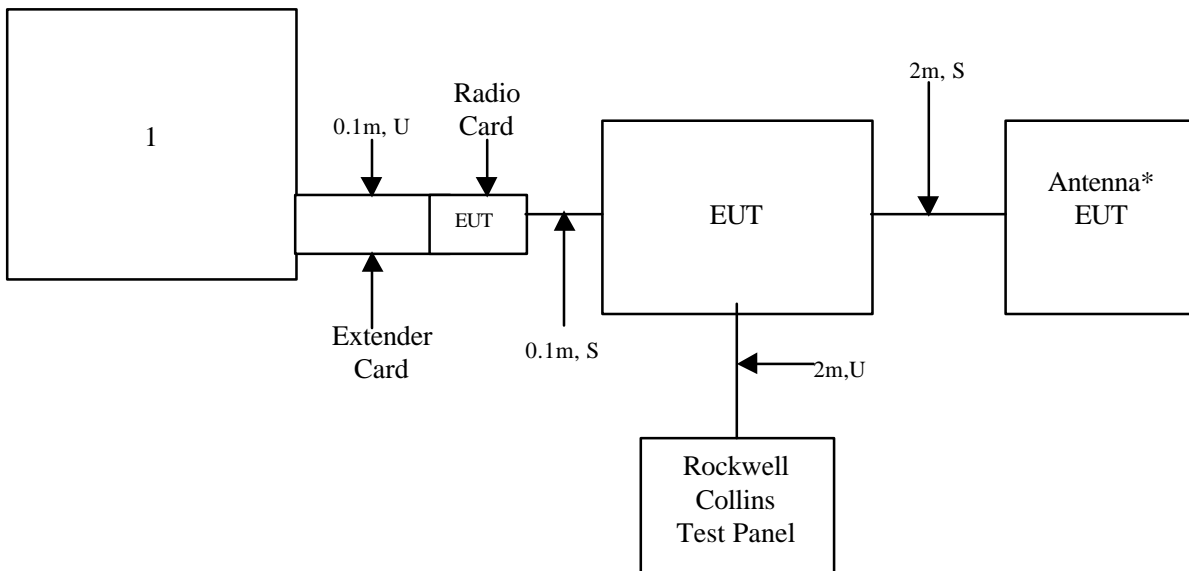 1
0.1m, U
Radio
Card
EUT
Extender
Card
0.1m, S
EUT
2m, S
Antenna*
EUT
2m,U
Rockwell
Collins
Test Panel